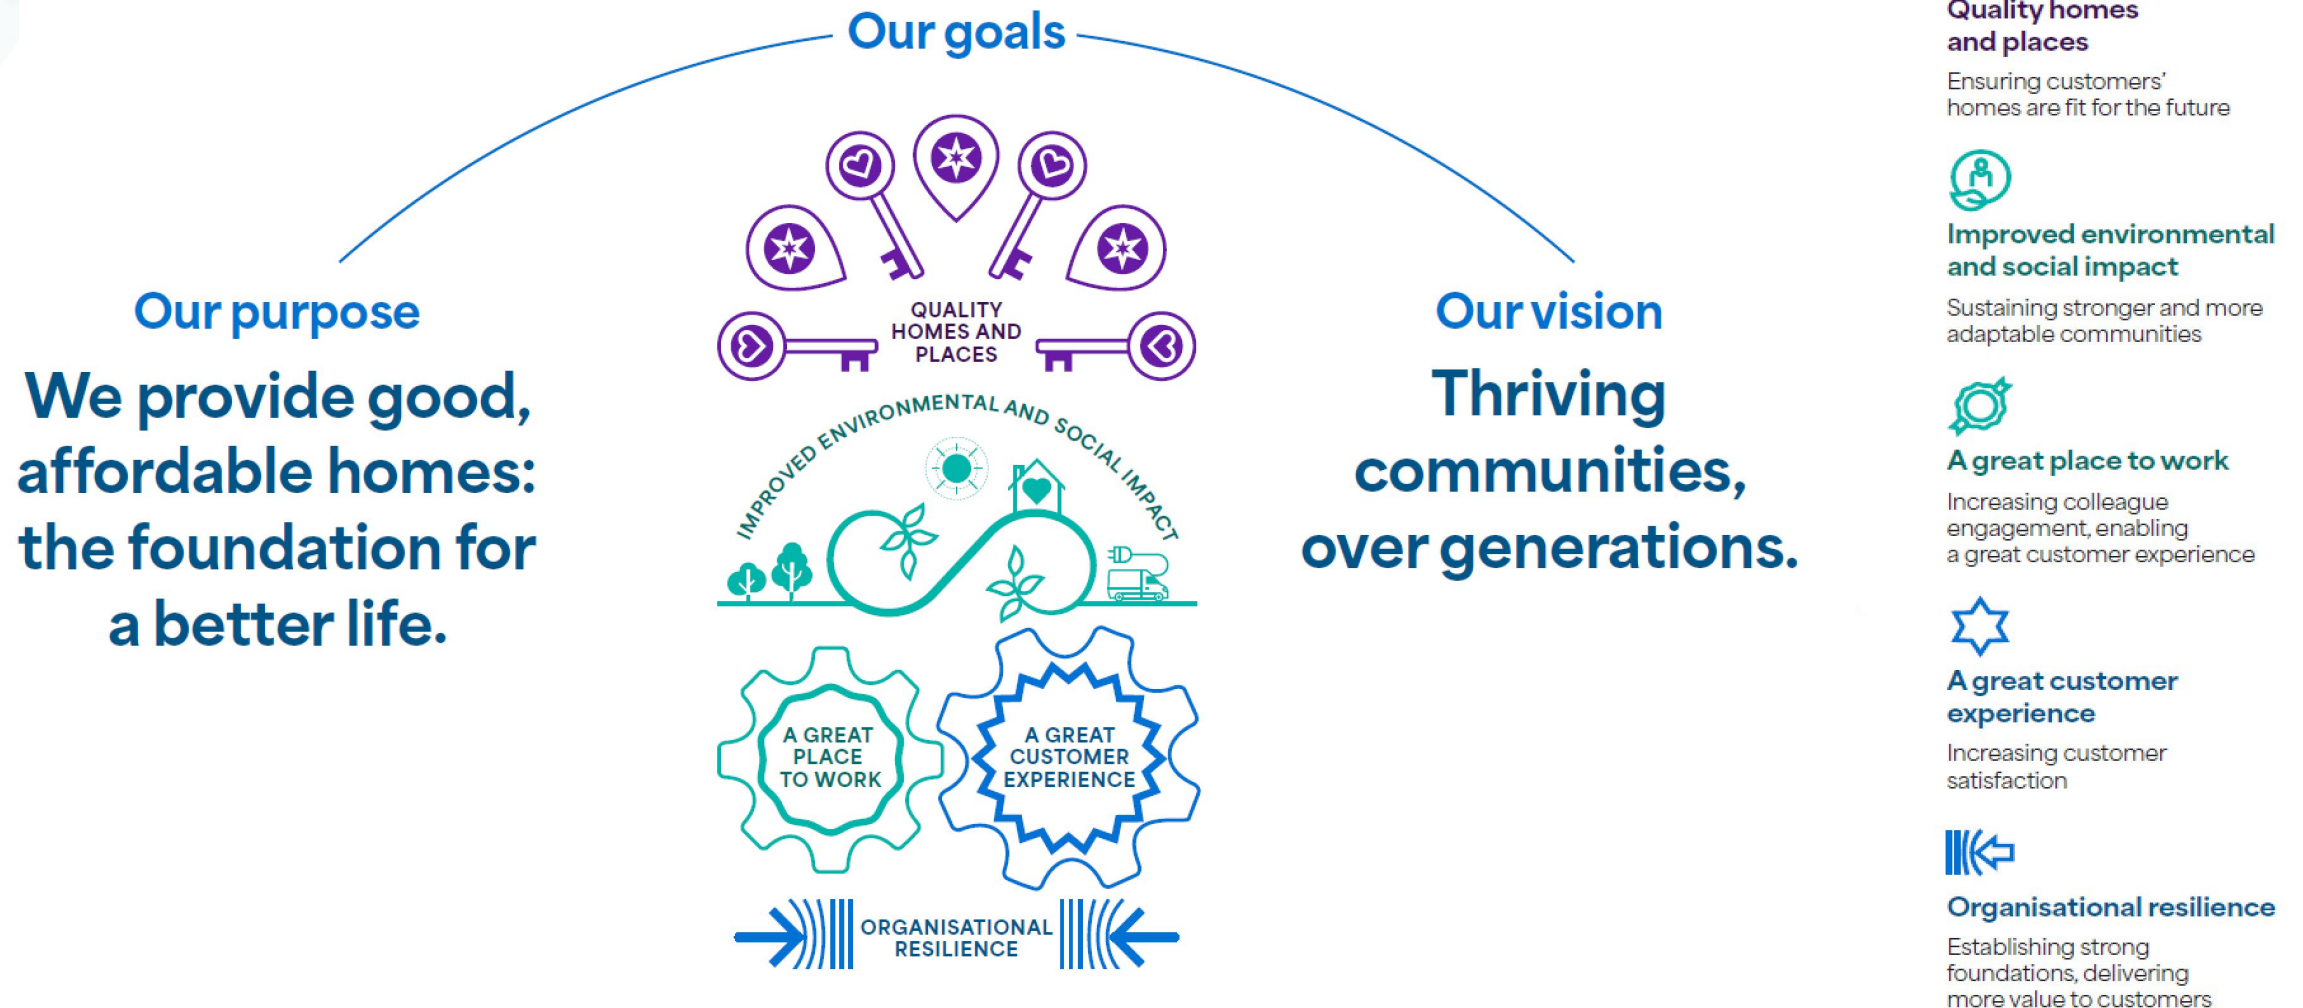 Our goals
Our purpose
We provide good,
affordable homes:
the foundation for
a better life.
QUALITY
HOMES AND
PLACES
IMPROVED ENVIRONMENTAL AND SOCIAL IMPACT
A GREAT
PLACE
TO WORK
A GREAT
CUSTOMER
EXPERIENCE
ORGANISATIONAL
RESILIENCE
Our vision
Thriving
communities,
over generations.
Quality homes
and places
Ensuring customers’
homes are fit for the future
Improved environmental
and social impact
Sustaining stronger and more
adaptable communities
A great place to work
Increasing colleague
engagement, enabling
a great customer experience
A great customer
experience
Increasing customer
satisfaction
Organisational resilience
Establishing strong
foundations, delivering
more value to customers